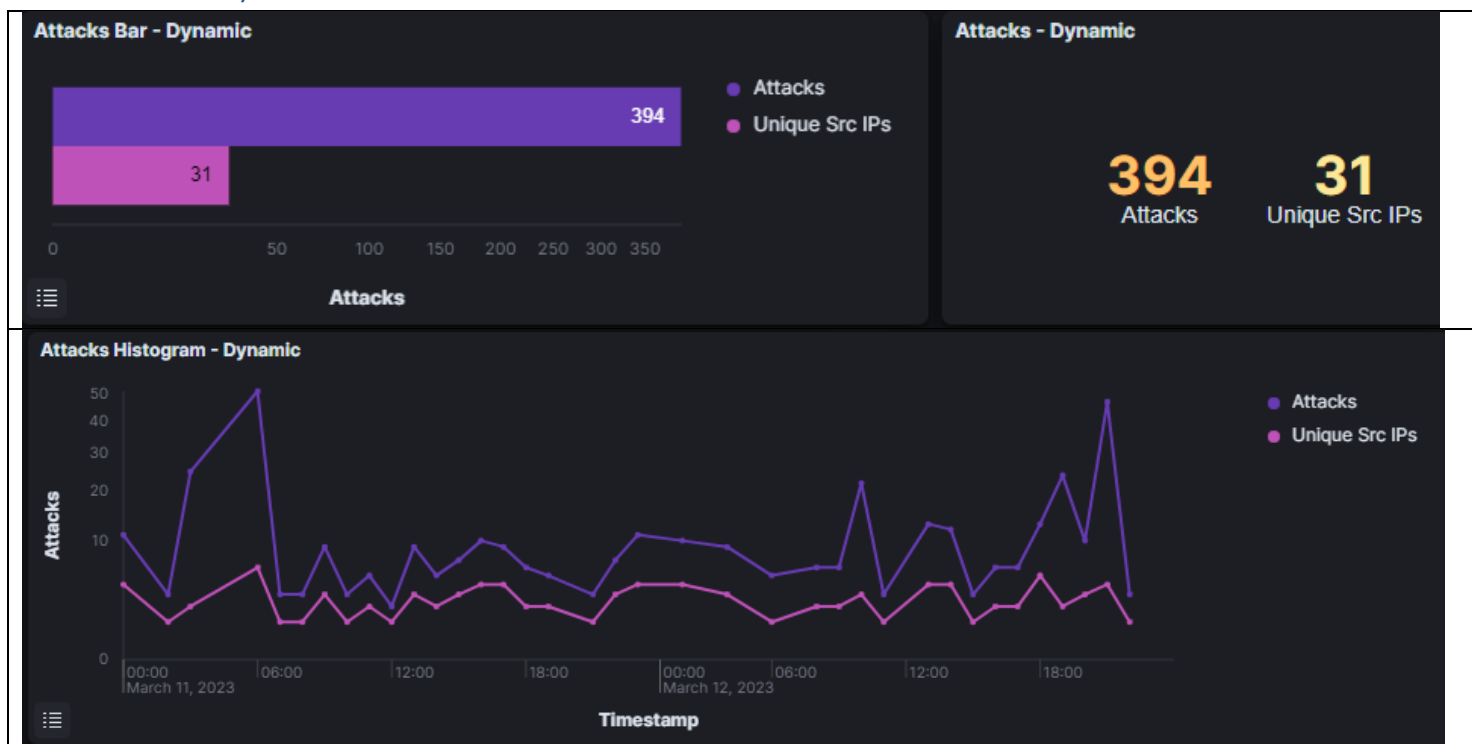 Attacks Bar - Dynamic
394
31
Attacks
Unique Src IPs
0 50 100 150 200 250 300 350
Attacks
Attacks - Dynamic
394 31
Attacks Unique Src IPs
Attacks Histogram - Dynamic
50
40
30
20
10
0
Attacks
Attacks
Unique Src IPs
00:00 06:00 12:00 18:00 00:00 06:00 12:00 18:00
March 11, 2023 March 12, 2023
Timestamp